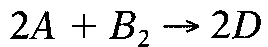 2A + B₂ → 2D